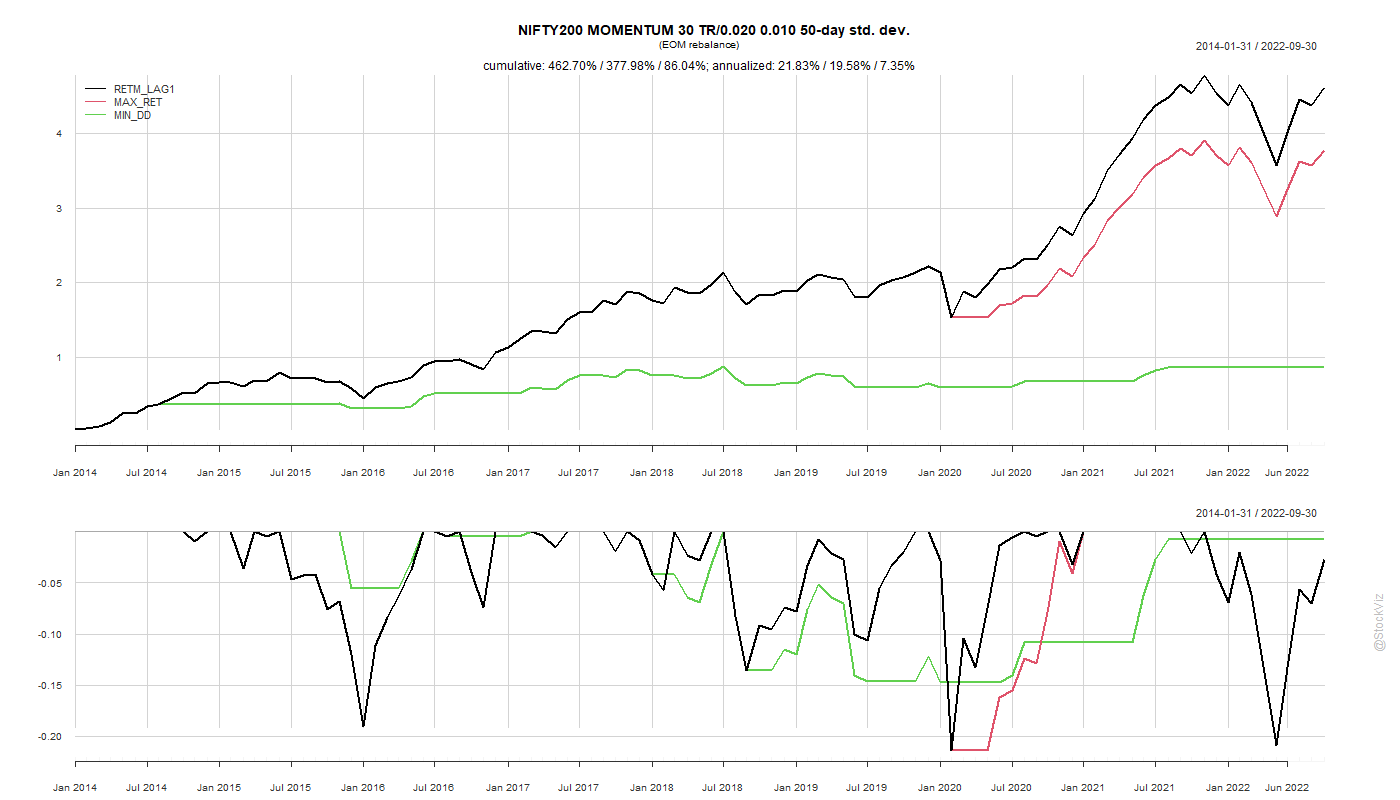 NIFTY200 MOMENTUM 30 TR/0.020 0.010 50-day std. dev.
(EOM rebalance)
2014-01-31 / 2022-09-30
cumulative: 462.70% / 377.98% / 86.04%; annualized: 21.83% / 19.58% / 7.35%
RETM_LAG1
MAX_RET
MIN_DD
4
3
2
1
Jan 2014 Jul 2014 Jan 2015 Jul 2015 Jan 2016 Jul 2016 Jan 2017 Jul 2017 Jan 2018 Jul 2018 Jan 2019 Jul 2019 Jan 2020 Jul 2020 Jan 2021 Jul 2021 Jan 2022 Jun 2022
2014-01-31 / 2022-09-30
-0.05
-0.10
-0.15
-0.20
Jan 2014 Jul 2014 Jan 2015 Jul 2015 Jan 2016 Jul 2016 Jan 2017 Jul 2017 Jan 2018 Jul 2018 Jan 2019 Jul 2019 Jan 2020 Jul 2020 Jan 2021 Jul 2021 Jan 2022 Jun 2022
@StockViz